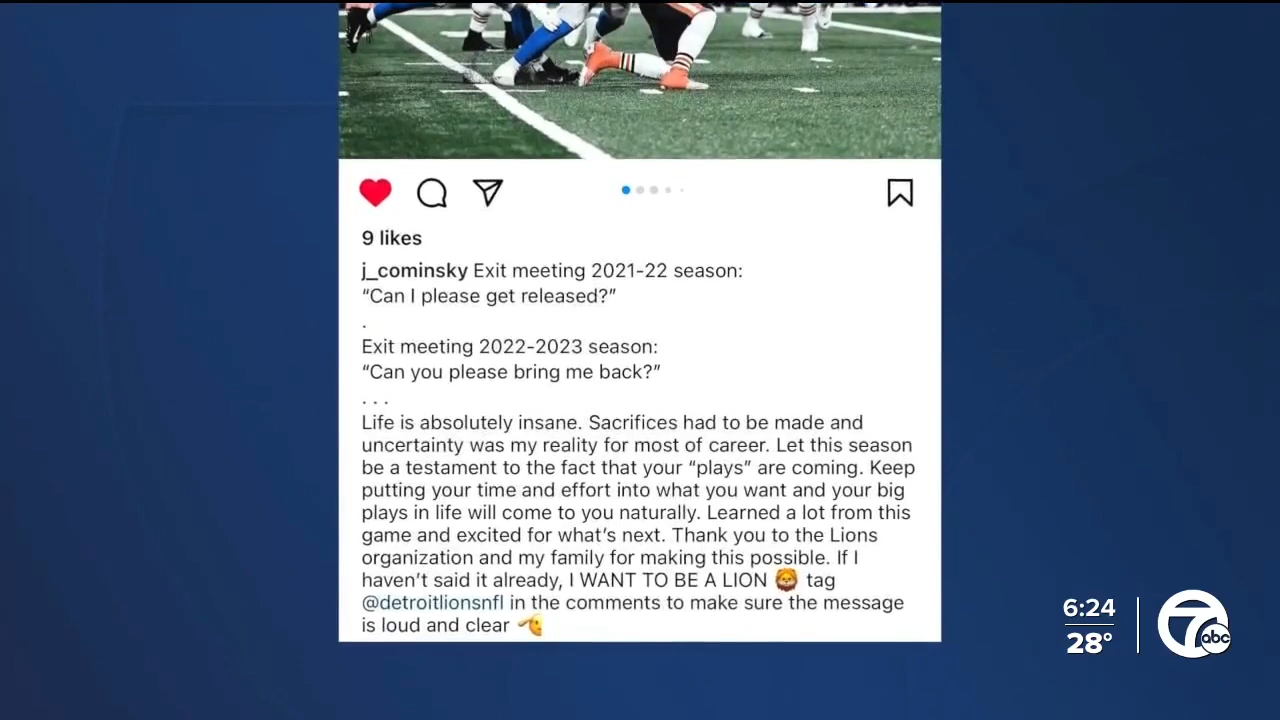 9 likes
j_cominsky Exit meeting 2021-22 season:
“Can I please get released?”
.
Exit meeting 2022-2023 season:
“Can you please bring me back?”
. . .
Life is absolutely insane. Sacrifices had to be made and
uncertainty was my reality for most of career. Let this season
be a testament to the fact that your “plays” are coming. Keep
putting your time and effort into what you want and your big
plays in life will come to you naturally. Learned a lot from this
game and excited for what’s next. Thank you to the Lions
organization and my family for making this possible. If I
haven’t said it already, I WANT TO BE A LION 🦁 tag
@detroitlionsnfl in the comments to make sure the message
is loud and clear 🫡
6:24
28°
7 abc